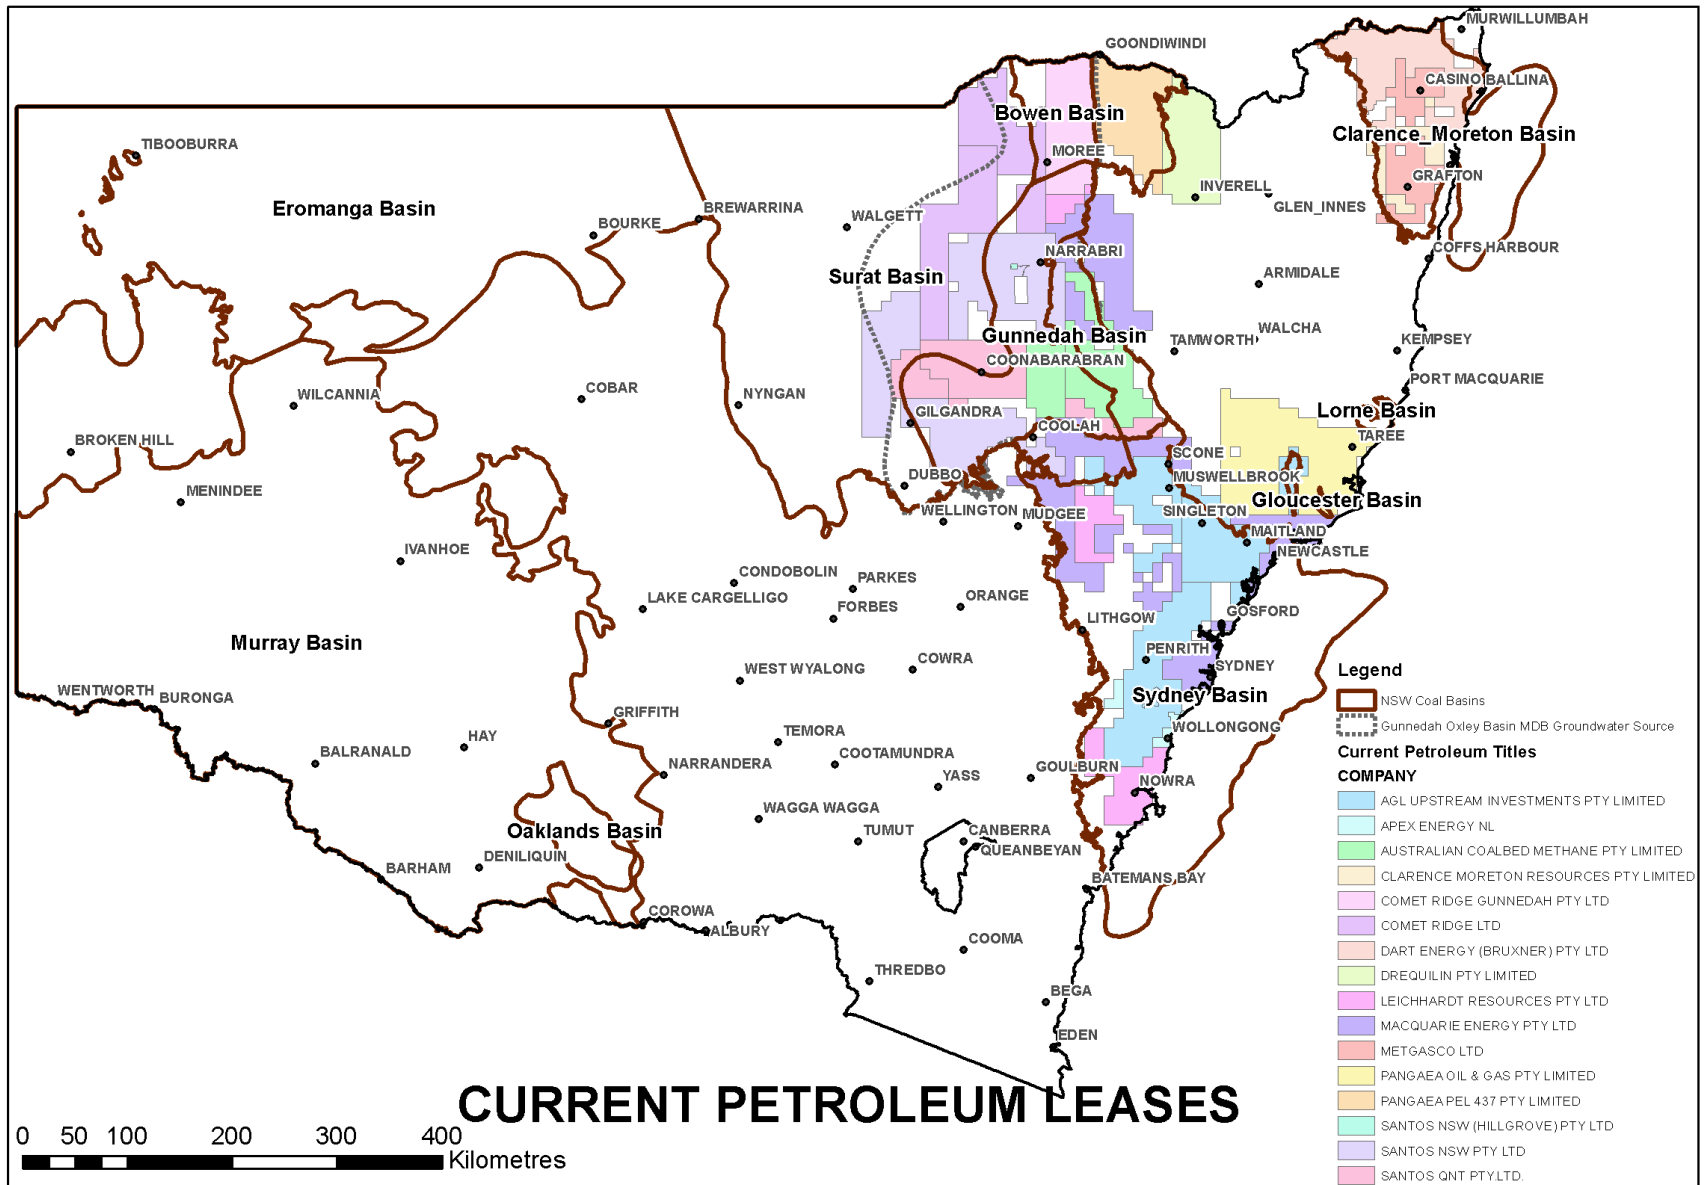 MURWILLUMBAH
GOONDIWINDI
CASINO
BALLINA
Bowen Basin
Clarence_Moreton Basin
TIBOOBURRA
MOREE
GRAFTON
INVERELL
GLEN_INNES
Eromanga Basin
BREWARRINA
WALGETT
BOURKE
COFFS HARBOUR
NARRABRI
Surat Basin
ARMIDALE
Gunnedah Basin
TAMWORTH
WALCHA
KEMPSEY
COONABARABRAN
PORT MACQUARIE
WILCANNIA
COBAR
NYNGAN
GILGANDRA
Lorne Basin
COOLAH
TAREE
BROKEN HILL
SCONE
DUBBO
MUSWELLBROOK
MENINDEE
Gloucester Basin
WELLINGTON
MUDGEE
SINGLETON
MAITLAND
IVANHOE
NEWCASTLE
CONDOBOLIN
PARKES
LAKE CARGELLIGO
FORBES
ORANGE
GOSFORD
LITHGOW
Murray Basin
PENRITH
COWRA
WEST WYALONG
SYDNEY
Sydney Basin
WENTWORTH
BURONGA
GRIFFITH
WOLLONGONG
HAY
TEMORA
BALRANALD
COOTAMUNDRA
NARRANDERA
GOULBURN
YASS
NOWRA
WAGGA WAGGA
Oaklands Basin
TUMUT
CANBERRA
QUEANBEYAN
DENILIQUIN
BARHAM
BATEMANS BAY
COROWA
ALBURY
COOMA
THREDBO
BEGA
EDEN
Legend
NSW Coal Basins
Gunnedah Oxley Basin MDB Groundwater Source
Current Petroleum Titles
COMPANY
AGL UPSTREAM INVESTMENTS PTY LIMITED
APEX ENERGY NL
AUSTRALIAN COALBED METHANE PTY LIMITED
CLARENCE MORETON RESOURCES PTY LIMITED
COMET RIDGE GUNNEDAH PTY LTD
COMET RIDGE LTD
DART ENERGY (BRUXNER) PTY LTD
DREQUILIN PTY LIMITED
LEICHHARDT RESOURCES PTY LTD
MACQUARIE ENERGY PTY LTD
METGASCO LTD
PANGAEA OIL & GAS PTY LIMITED
PANGAEA PEL 437 PTY LIMITED
SANTOS NSW (HILLGROVE) PTY LTD
SANTOS NSW PTY LTD
SANTOS QNT PTY.LTD.
CURRENT PETROLEUM LEASES
0 50 100 200 300 400
Kilometres